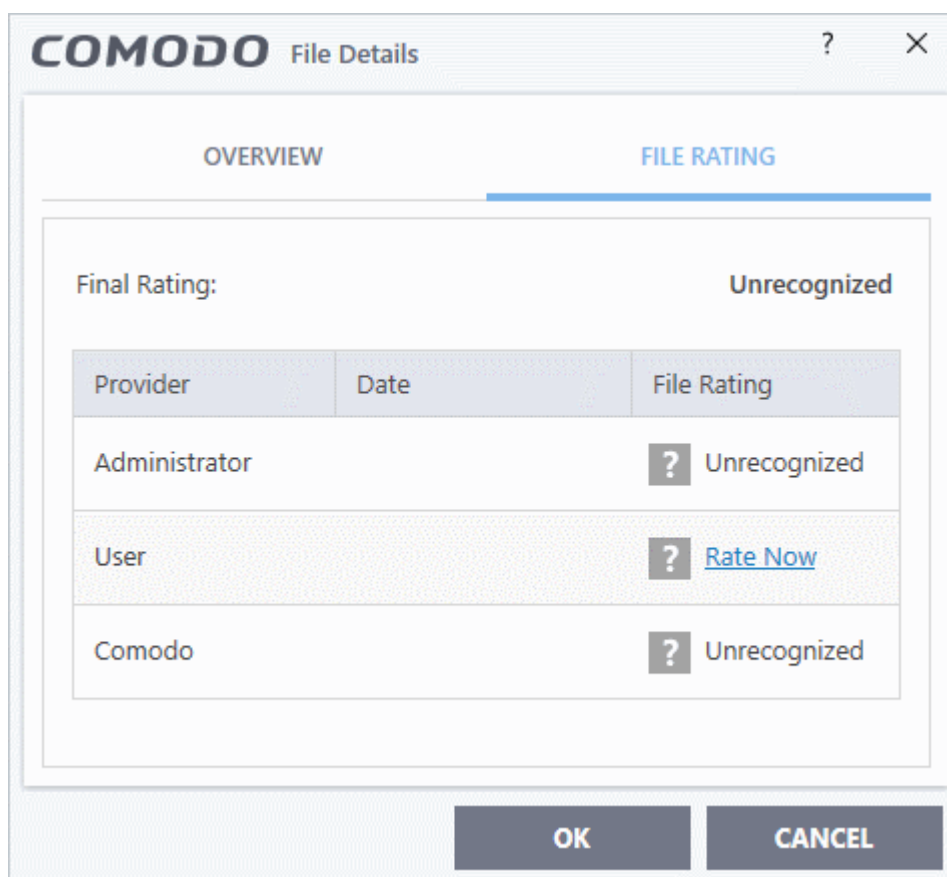 COMODO File Details ? ×
OVERVIEW FILE RATING
Final Rating: Unrecognized
Provider Date File Rating
Administrator ? Unrecognized
User ? Rate Now
Comodo ? Unrecognized
OK CANCEL